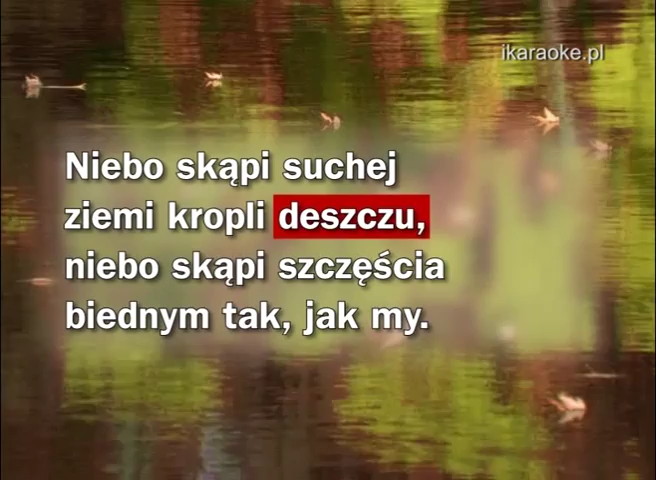 ikaraoke.pl
Niebo skąpi suchej
ziemi kropli deszczu,
niebo skąpi szczęścia
biednym tak, jak my.